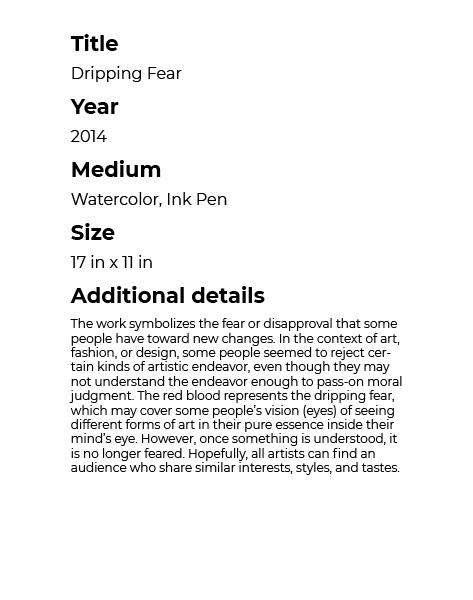 Title
Dripping Fear
Year
2014
Medium
Watercolor, Ink Pen
Size
17 in x 11 in
Additional details
The work symbolizes the fear or disapproval that some
people have toward new changes. In the context of art,
fashion, or design, some people seemed to reject cer-
tain kinds of artistic endeavor, even though they may
not understand the endeavor enough to pass-on moral
judgment. The red blood represents the dripping fear,
which may cover some people's vision (eyes) of seeing
different forms of art in their pure essence inside their
mind's eye. However, once something is understood, it
is no longer feared. Hopefully, all artists can find an
audience who share similar interests, styles, and tastes.